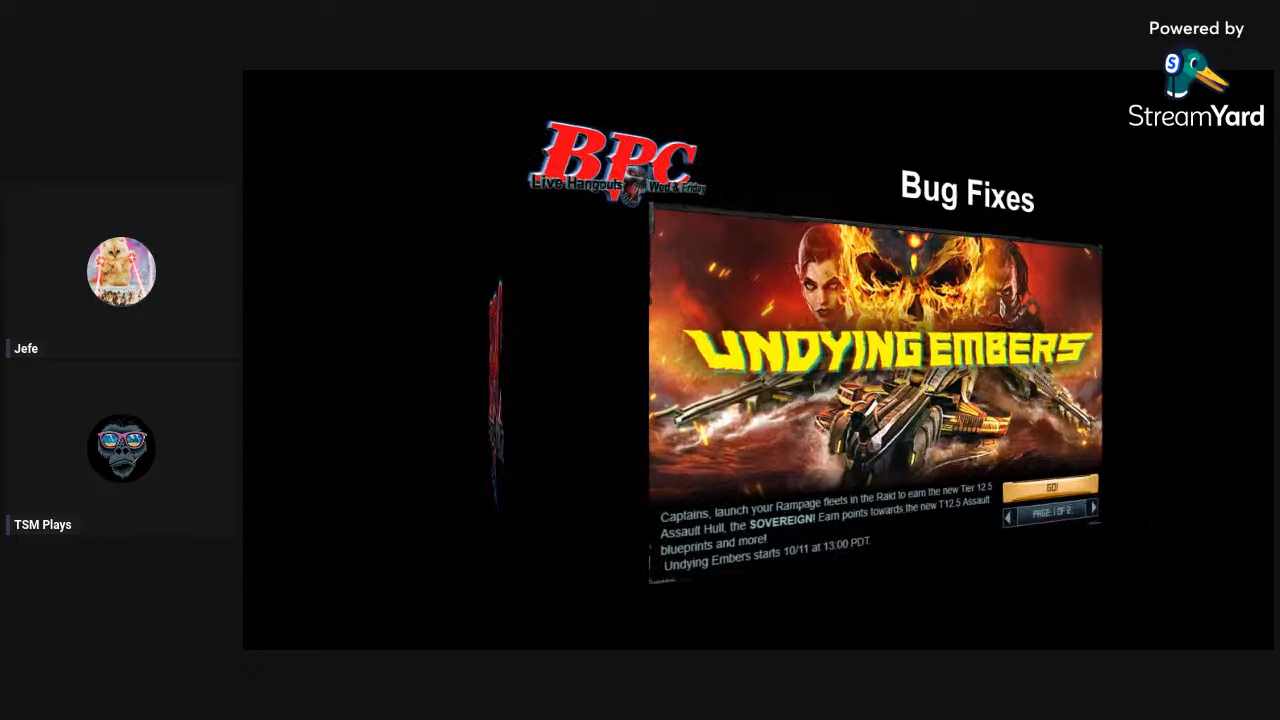 Powered by
StreamYard
BPC
Live Hangouts Wed & Friday
Bug Fixes
UNDYING EMBERS
Captains, launch your Rampage fleets in the Raid to earn the new Tier 12.5
Assault Hull, the SOVEREIGN! Earn points towards the new T12.5 Assault
blueprints and more!
Undying Embers starts 10/11 at 13:00 PDT.
GO!
PAGE 1 OF 2
Jefe
TSM Plays